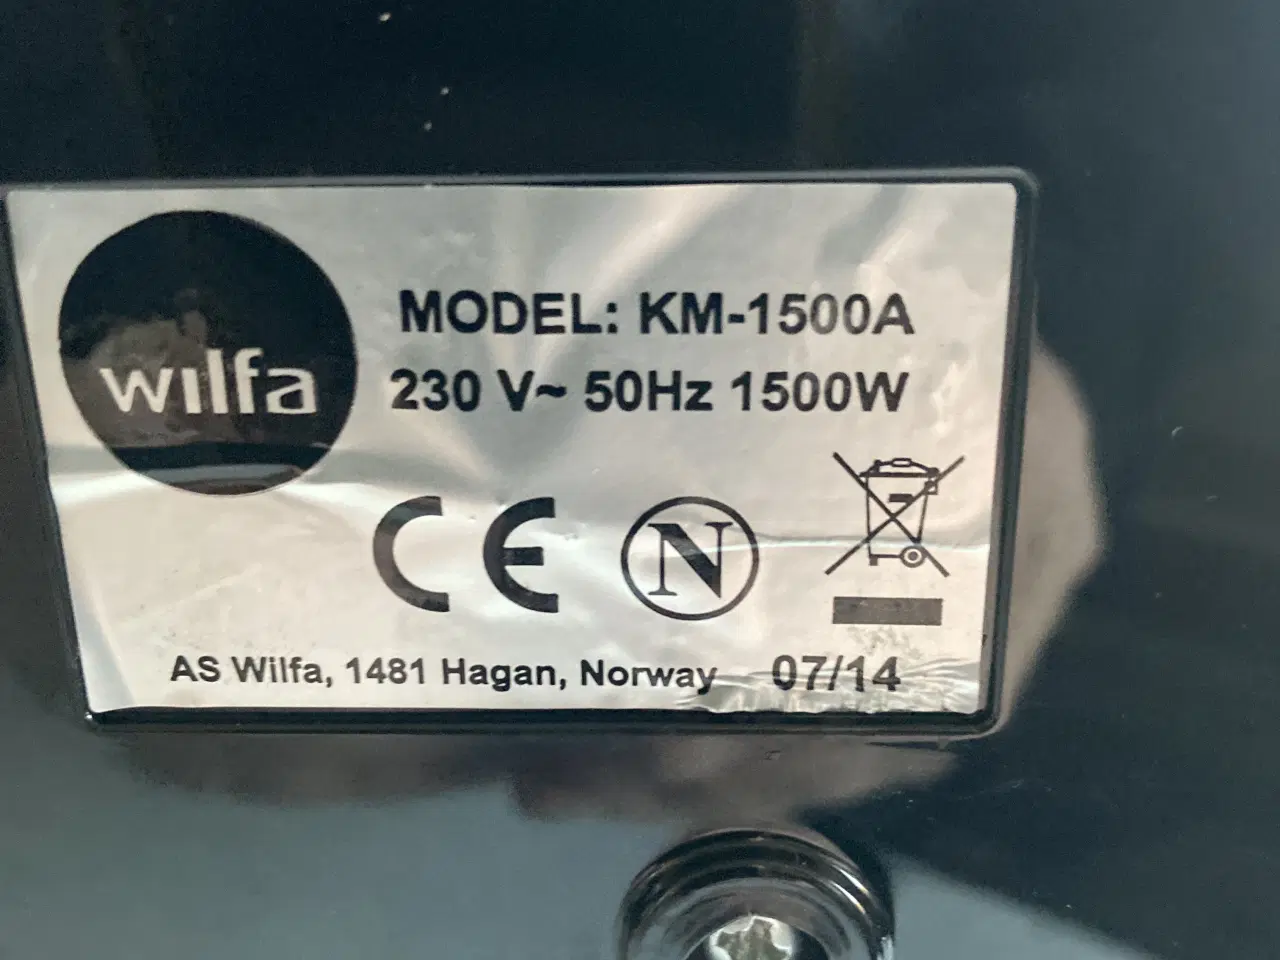 wilfa
MODEL: KM-1500A
230 V~ 50Hz 1500W
CE N
AS Wilfa, 1481 Hagan, Norway 07/14